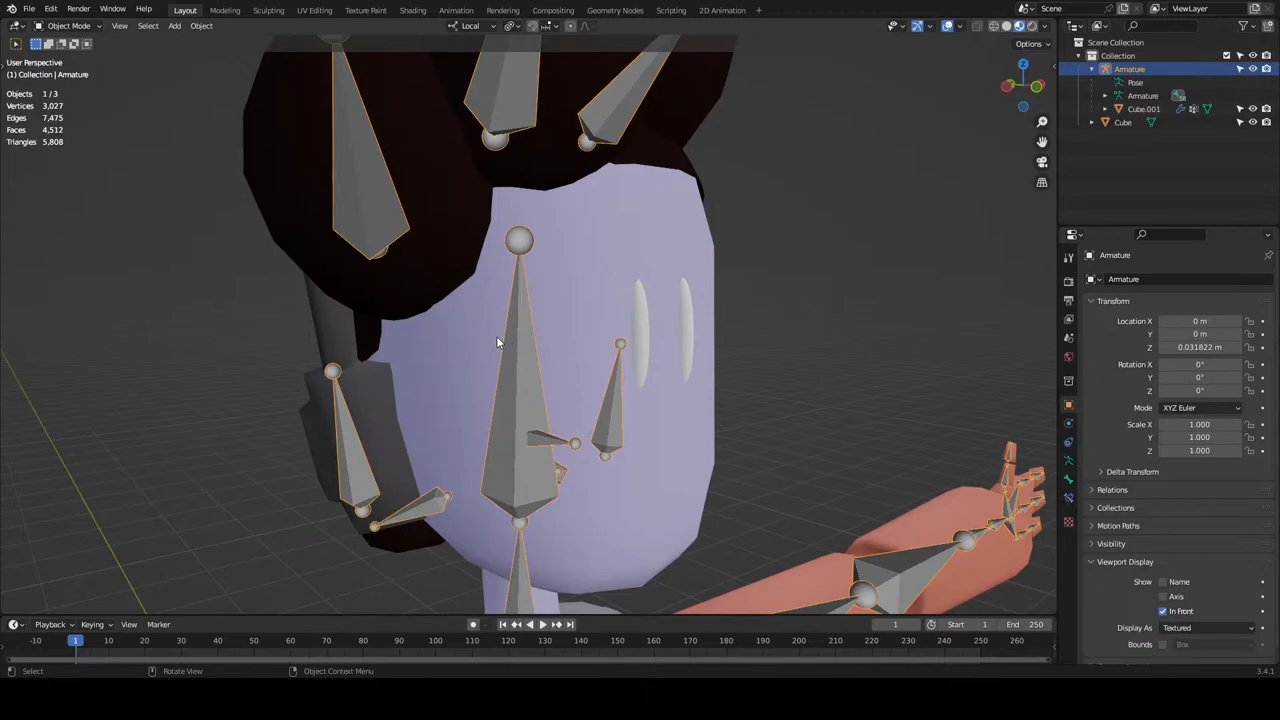 File Edit Render Window Help Layout Modeling Sculpting UV Editing Texture Paint Shading Animation Rendering Compositing Geometry Nodes Scripting 2D Animation + Scene ViewLayer
Object Mode View Select Add Object Local
Options
User Perspective
(1) Collection | Armature
Objects 1 / 3
Vertices 3,027
Edges 7,475
Faces 4,512
Triangles 5,808
Z
Scene Collection
Collection
Armature
Pose
Armature 58
Cube.001
Cube
Armature
Armature
Transform
Location X 0 m
Y 0 m
Z 0.031822 m
Rotation X 0°
Y 0°
Z 0°
Mode XYZ Euler
Scale X 1.000
Y 1.000
Z 1.000
Delta Transform
Relations
Collections
Motion Paths
Visibility
Viewport Display
Show Name
Axis
In Front
Display As Textured
Bounds Box
Playback Keying View Marker 1 Start 1 End 250
-10 1 10 20 30 40 50 60 70 80 90 100 110 120 130 140 150 160 170 180 190 200 210 220 230 240 250 260
Select Rotate View Object Context Menu 3.4.1